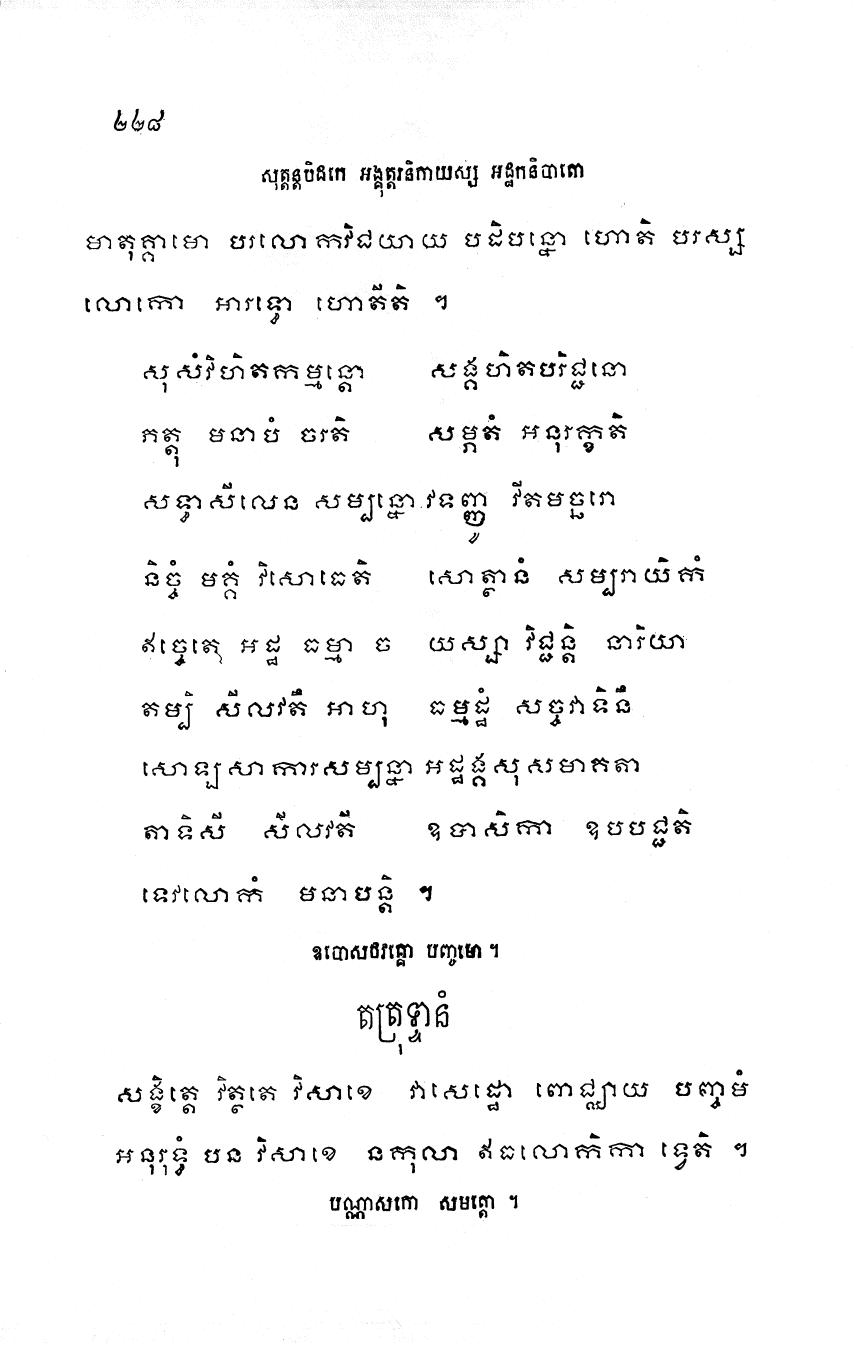 ២២៨
សុត្តន្តបិដកេ អង្គុត្តរនិកាយស្ស អដ្ឋកនិបាតោ
មាតុគ្គាមោ បរលោកវិជយាយ បដិបន្នោ ហោតិ បរស្ស
លោកោ អារទ្ធោ ហោតីតិ ។
សុសំវិហិតកម្មន្តោ សង្គហិតបរិជ្ជនោ
ភត្តុ មនាបំ ចរតិ សម្ភតំ អនុរក្ខតិ
សទ្ធាសីលេន សម្បន្នោ វទញ្ញូ វីតមច្ឆរោ
និច្ចំ មគ្គំ វិសោធេតិ សោត្ថានំ សម្បរាយិកំ
ឥច្ចេតេ អដ្ឋ ធម្មា ច យស្សា វិជ្ជន្តិ នារិយា
តម្បិ សីលវតឹ អាហុ ធម្មដ្ឋំ សច្ចវាទិនឹ
សោឡសាការសម្បន្នា អដ្ឋង្គសុសមាគតា
តាទិសី សីលវតី ឧបាសិកា ឧបបជ្ជតិ
ទេវលោកំ មនាបន្តិ ។
ឧបោសថវគ្គោ បញ្ចមោ ។
តត្រុទ្ទានំ
សង្ខិត្តេ វិត្ថតេ វិសាខេ វាសេដ្ឋោ ពោជ្ឈាយ បញ្ចមំ
អនុរុទ្ធំ បន វិសាខេ នកុលា ឥធលោកិកា ទ្វេតិ ។
បណ្ណាសកោ សមត្តោ ។